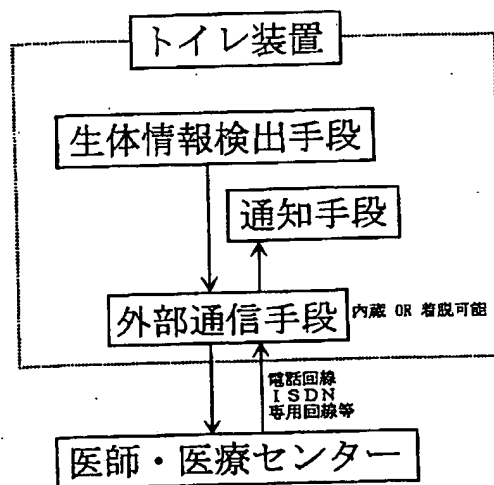 トイレ装置
生体情報検出手段
通知手段
外部通信手段
内蔵 OR 着脱可能
電話回線
ISDN
専用回線等
医師・医療センター